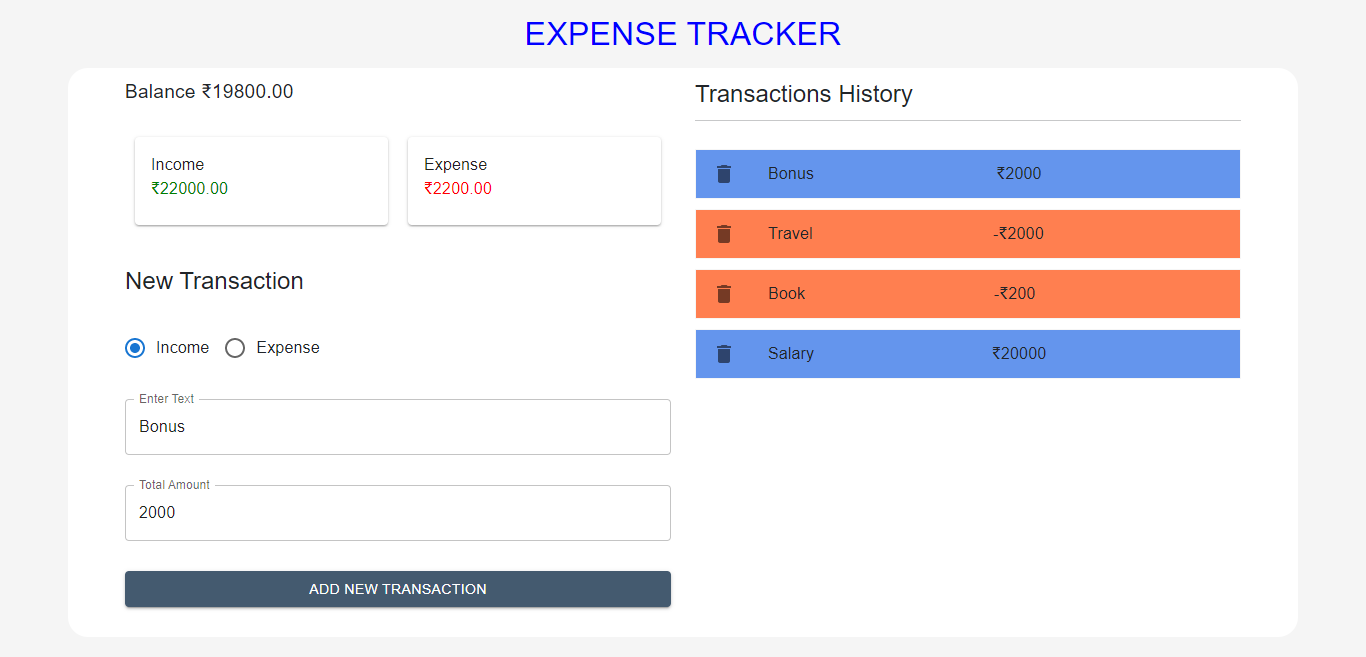 EXPENSE TRACKER
Balance ₹19800.00
Income
₹22000.00
Expense
₹2200.00
New Transaction
Income
Expense
Enter Text
Bonus
Total Amount
2000
ADD NEW TRANSACTION
Transactions History
Bonus ₹2000
Travel -₹2000
Book -₹200
Salary ₹20000